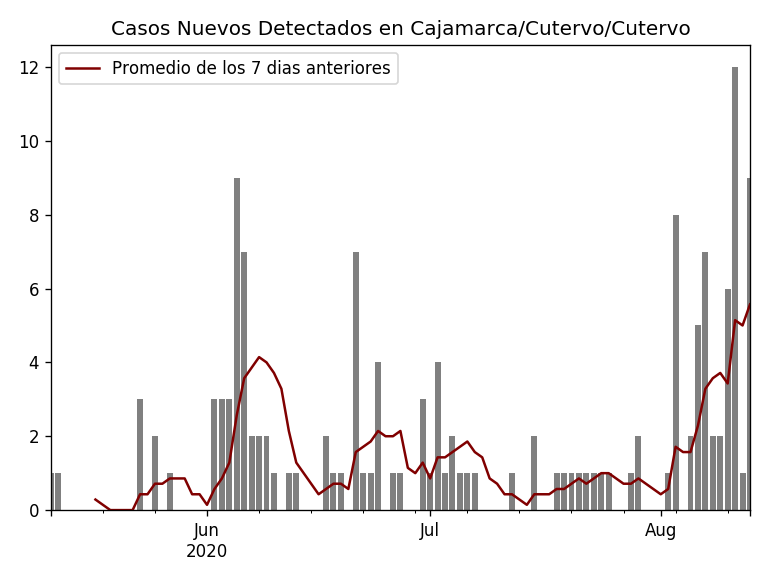 Casos Nuevos Detectados en Cajamarca/Cutervo/Cutervo
Promedio de los 7 dias anteriores
12
10
8
6
4
2
0
Jun
2020
Jul
Aug